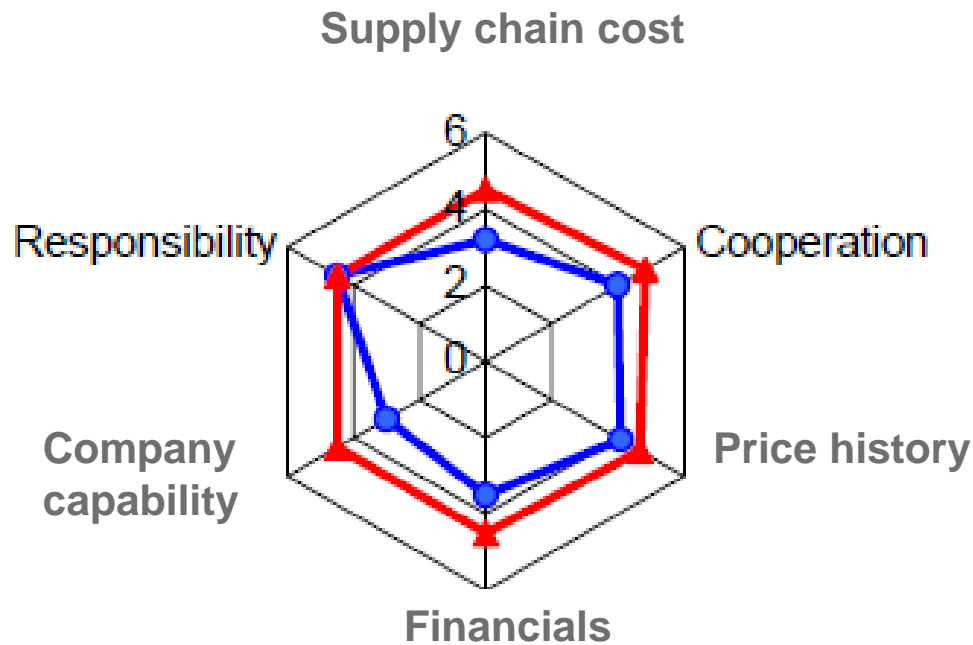 Supply chain cost
6
4
Responsibility
Cooperation
2
0
Company
capability
Price history
Financials